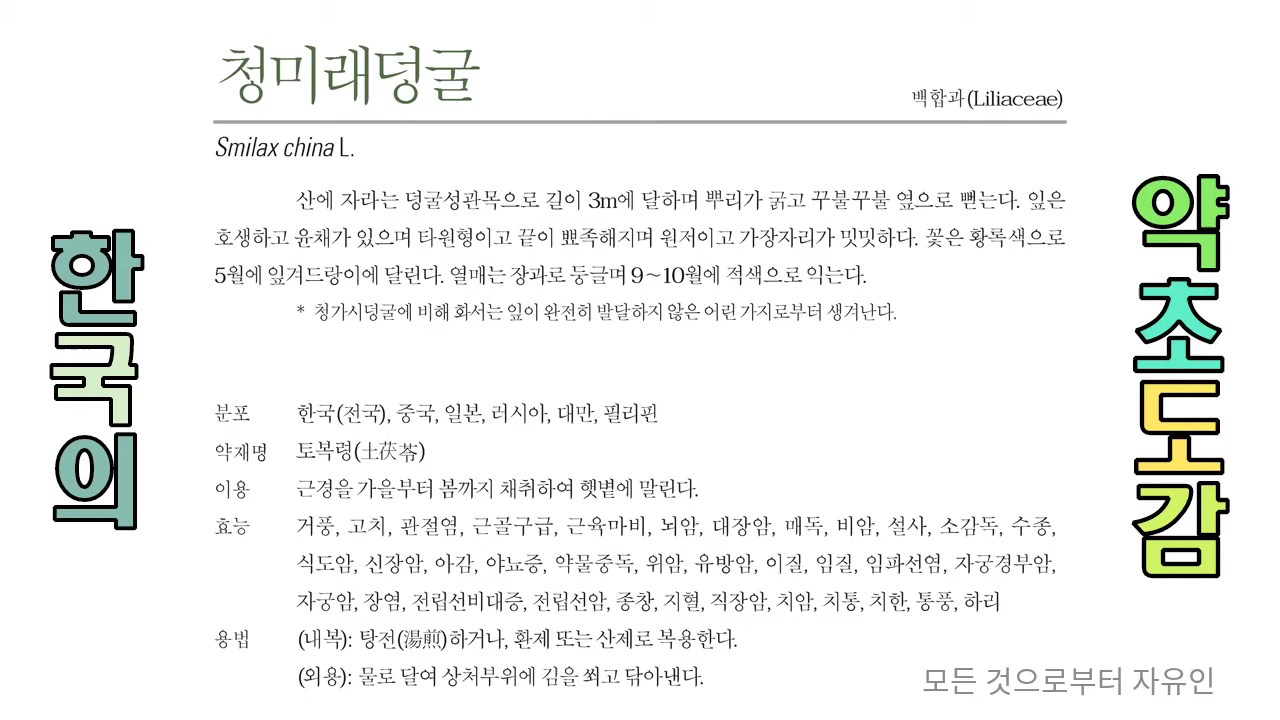 청미래덩굴
백합과(Liliaceae)
Smilax china L.
산에 자라는 덩굴성관목으로 길이 3m에 달하며 뿌리가 굵고 꾸불꾸불 옆으로 뻗는다. 잎은
호생하고 윤채가 있으며 타원형이고 끝이 뾰족해지며 원저이고 가장자리가 밋밋하다. 꽃은 황록색으로
5월에 잎겨드랑이에 달린다. 열매는 장과로 둥글며 9~10월에 적색으로 익는다.
* 청가시덩굴에 비해 화서는 잎이 완전히 발달하지 않은 어린 가지로부터 생겨난다.
분포 한국(전국), 중국, 일본, 러시아, 대만, 필리핀
약재명 토복령(土茯苓)
이용 근경을 가을부터 봄까지 채취하여 햇볕에 말린다.
효능 거풍, 고치, 관절염, 근골구급, 근육마비, 뇌암, 대장암, 매독, 비암, 설사, 소감독, 수종,
식도암, 신장암, 아감, 야뇨증, 약물중독, 위암, 유방암, 이질, 임질, 임파선염, 자궁경부암,
자궁암, 장염, 전립선비대증, 전립선암, 종창, 지혈, 직장암, 치암, 치통, 치한, 통풍, 하리
용법 (내복): 탕전(湯煎)하거나, 환제 또는 산제로 복용한다.
(외용): 물로 달여 상처부위에 김을 쐬고 닦아낸다.
한국의
약초도감
모든 것으로부터 자유인